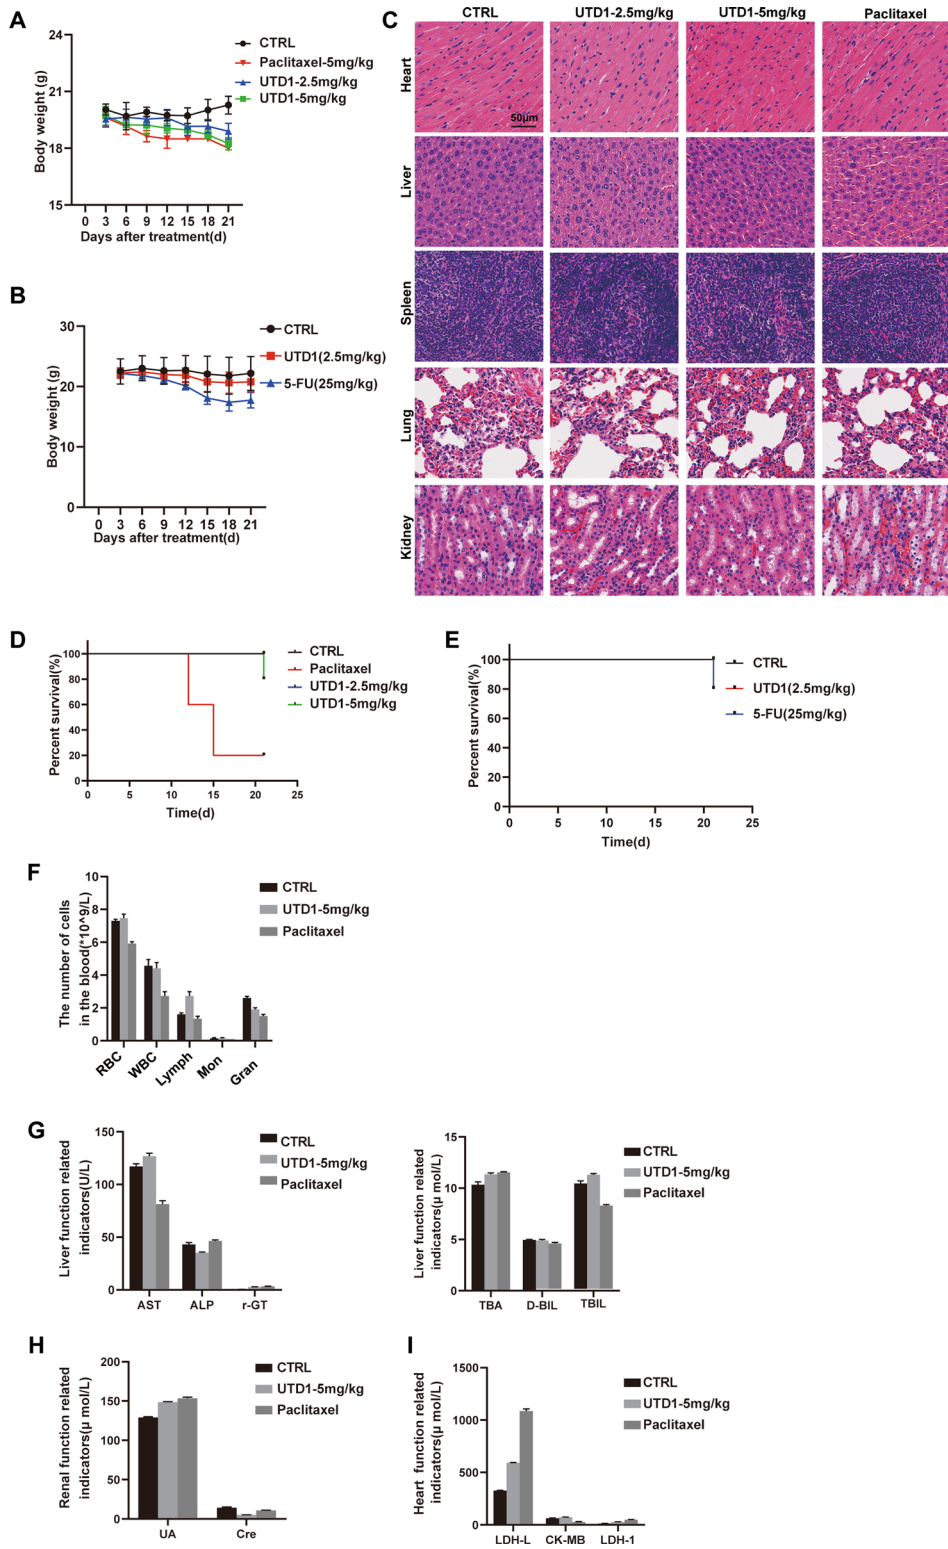 A
Body weight (g)
24
21
18
15
0 3 6 9 12 15 18 21
Days after treatment(d)
CTRL
Paclitaxel-5mg/kg
UTD1-2.5mg/kg
UTD1-5mg/kg
B
Body weight (g)
30
20
10
0
0 3 6 9 12 15 18 21
Days after treatment(d)
CTRL
UTD1(2.5mg/kg)
5-FU(25mg/kg)
C
CTRL UTD1-2.5mg/kg UTD1-5mg/kg Paclitaxel
Heart
50μm
Liver
Spleen
Lung
Kidney
D
Percent survival(%)
100
80
60
40
20
0
0 5 10 15 20 25
Time(d)
CTRL
Paclitaxel
UTD1-2.5mg/kg
UTD1-5mg/kg
E
Percent survival(%)
100
80
60
40
20
0
0 5 10 15 20 25
Time(d)
CTRL
UTD1(2.5mg/kg)
5-FU(25mg/kg)
F
The number of cells
in the blood(*10^9/L)
10
8
6
4
2
0
RBC WBC Lymph Mon Gran
CTRL
UTD1-5mg/kg
Paclitaxel
G
Liver function related
indicators(U/L)
150
100
50
0
AST ALP r-GT
CTRL
UTD1-5mg/kg
Paclitaxel
Liver function related
indicators(μ mol/L)
15
10
5
0
TBA D-BIL TBIL
CTRL
UTD1-5mg/kg
Paclitaxel
H
Renal function related
indicators(μ mol/L)
200
150
100
50
0
UA Cre
CTRL
UTD1-5mg/kg
Paclitaxel
I
Heart function related
indicators(μ mol/L)
1500
1000
500
0
LDH-L CK-MB LDH-1
CTRL
UTD1-5mg/kg
Paclitaxel